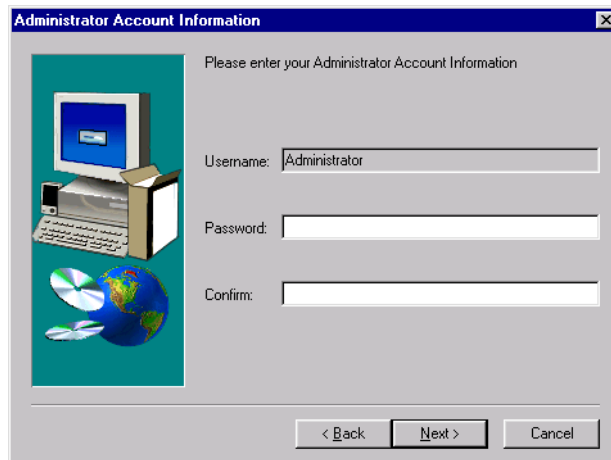 Administrator Account Information
Please enter your Administrator Account Information
Username: Administrator
Password:
Confirm:
< Back Next > Cancel